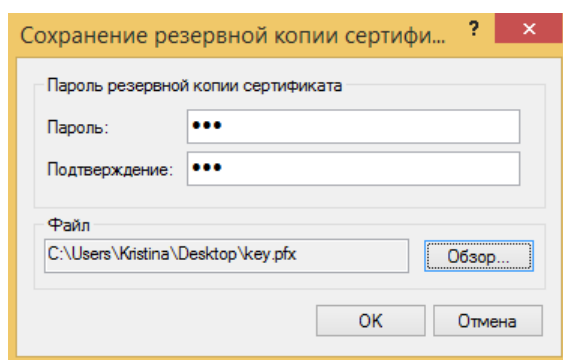 Сохранение резервной копии сертифи... ? ×
Пароль резервной копии сертификата
Пароль: •••
Подтверждение: •••
Файл
C:\Users\Kristina\Desktop\key.pfx Обзор...
OK Отмена